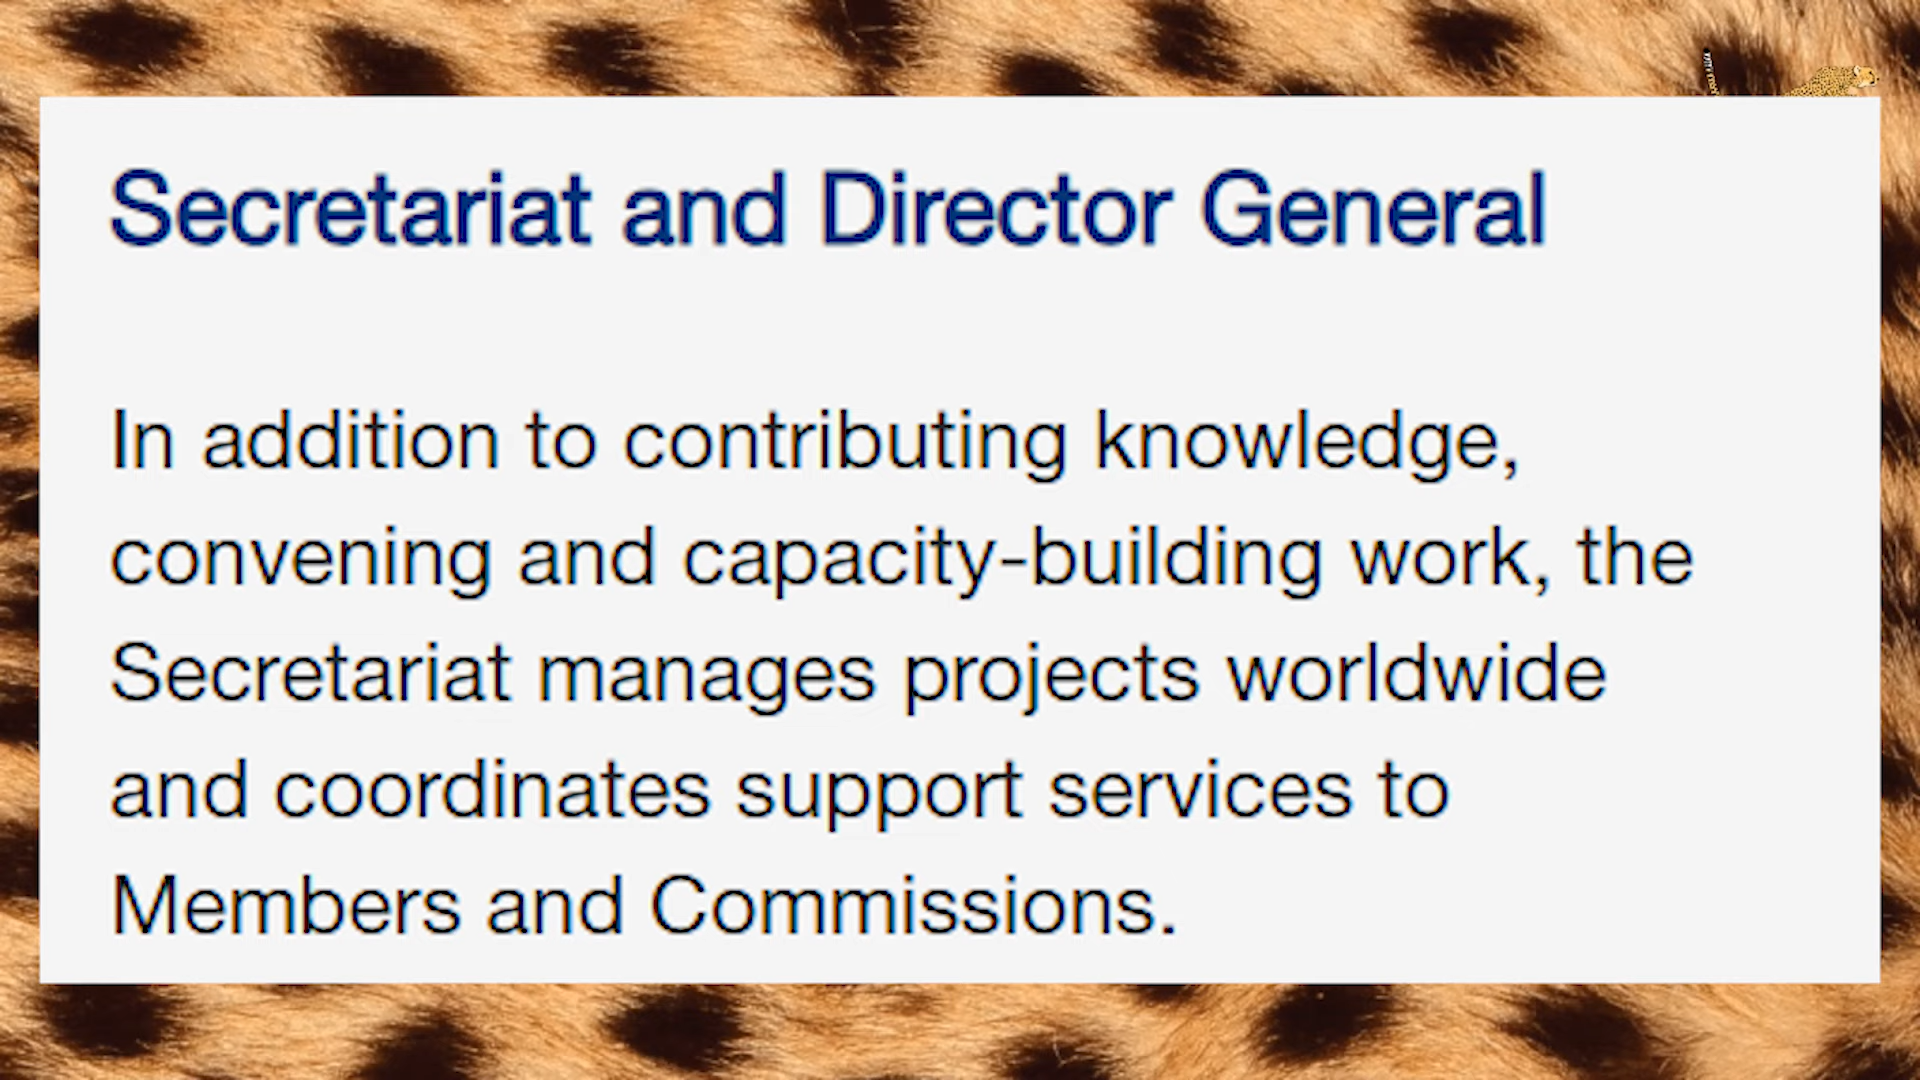 Secretariat and Director General
In addition to contributing knowledge,
convening and capacity-building work, the
Secretariat manages projects worldwide
and coordinates support services to
Members and Commissions.